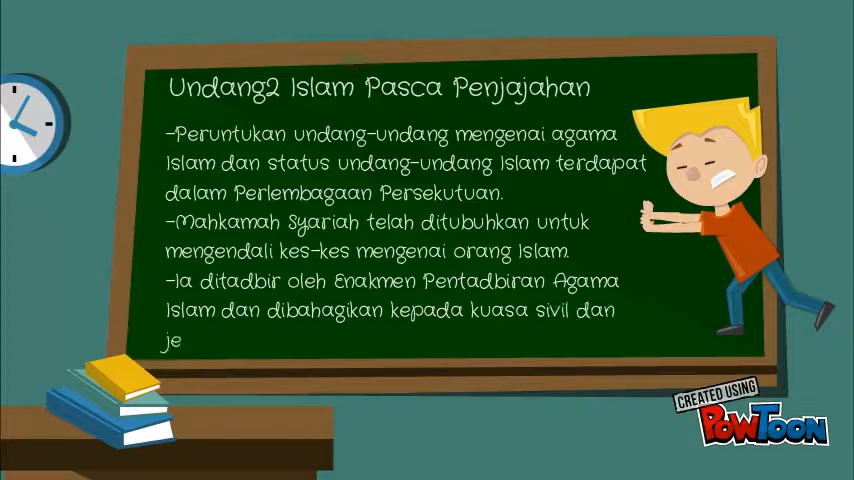 Undang2 Islam Pasca Penjajahan
-Peruntukan undang-undang mengenai agama
Islam dan status undang-undang Islam terdapat
dalam Perlembagaan Persekutuan.
-Mahkamah Syariah telah ditubuhkan untuk
mengendali kes-kes mengenai orang Islam.
-Ia ditadbir oleh Enakmen Pentadbiran Agama
Islam dan dibahagikan kepada kuasa sivil dan
je
CREATED USING
POWTOON